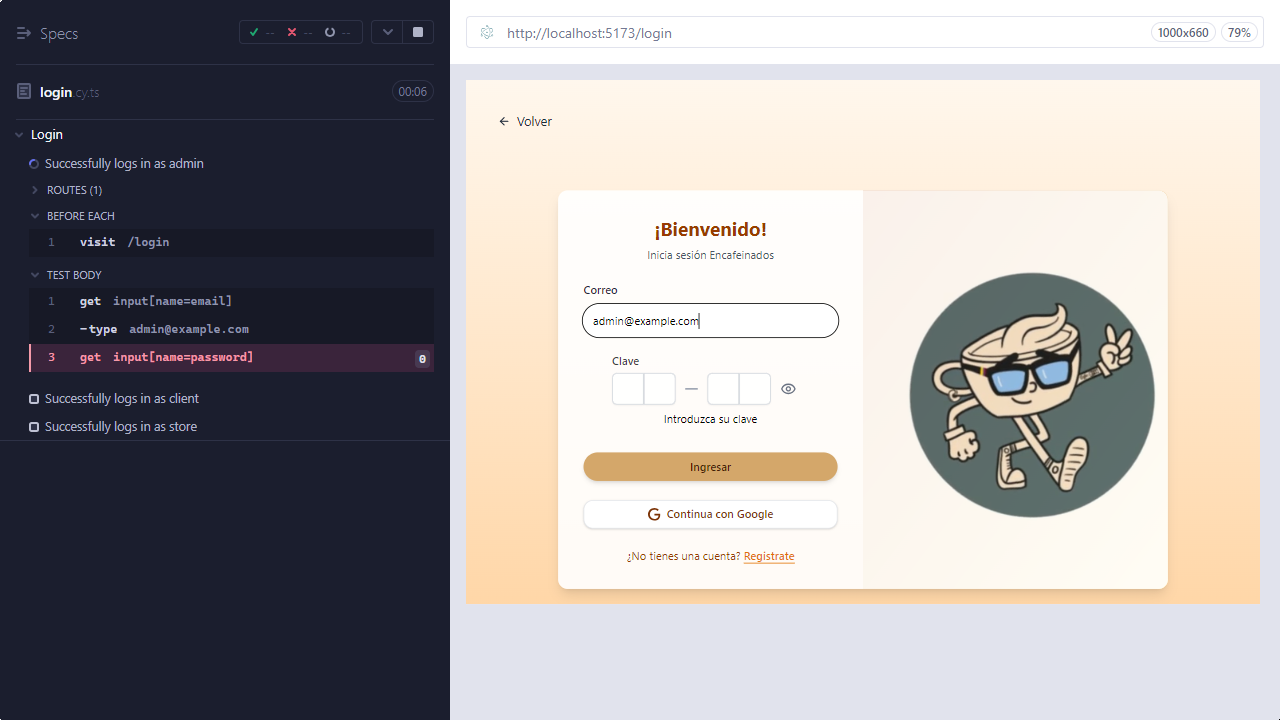 Specs
-- -- --
login.cy.ts 00:06
Login
Successfully logs in as admin
ROUTES (1)
BEFORE EACH
1 visit /login
TEST BODY
1 get input[name=email]
2 -type admin@example.com
3 get input[name=password] 0
Successfully logs in as client
Successfully logs in as store
http://localhost:5173/login 1000x660 79%
Volver
¡Bienvenido!
Inicia sesión Encafeinados
Correo
admin@example.com
Clave
Introduzca su clave
Ingresar
Continua con Google
¿No tienes una cuenta? Registrate